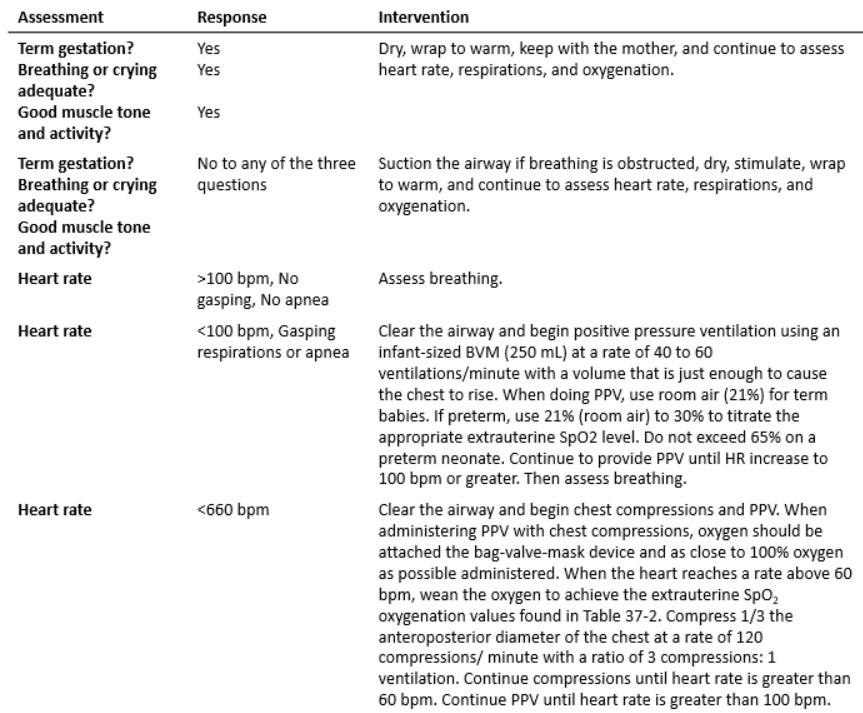 Assessment Response Intervention
Term gestation? Yes Dry, wrap to warm, keep with the mother, and continue to assess
Breathing or crying Yes heart rate, respirations, and oxygenation.
adequate?
Good muscle tone Yes
and activity?
Term gestation? No to any of the three Suction the airway if breathing is obstructed, dry, stimulate, wrap
Breathing or crying questions to warm, and continue to assess heart rate, respirations, and
adequate? oxygenation.
Good muscle tone
and activity?
Heart rate >100 bpm, No Assess breathing.
gasping, No apnea
Heart rate <100 bpm, Gasping Clear the airway and begin positive pressure ventilation using an
respirations or apnea infant-sized BVM (250 mL) at a rate of 40 to 60
ventilations/minute with a volume that is just enough to cause
the chest to rise. When doing PPV, use room air (21%) for term
babies. If preterm, use 21% (room air) to 30% to titrate the
appropriate extrauterine SpO2 level. Do not exceed 65% on a
preterm neonate. Continue to provide PPV until HR increase to
100 bpm or greater. Then assess breathing.
Heart rate <660 bpm Clear the airway and begin chest compressions and PPV. When
administering PPV with chest compressions, oxygen should be
attached the bag-valve-mask device and as close to 100% oxygen
as possible administered. When the heart reaches a rate above 60
bpm, wean the oxygen to achieve the extrauterine SpO₂
oxygenation values found in Table 37-2. Compress 1/3 the
anteroposterior diameter of the chest at a rate of 120
compressions/ minute with a ratio of 3 compressions: 1
ventilation. Continue compressions until heart rate is greater than
60 bpm. Continue PPV until heart rate is greater than 100 bpm.